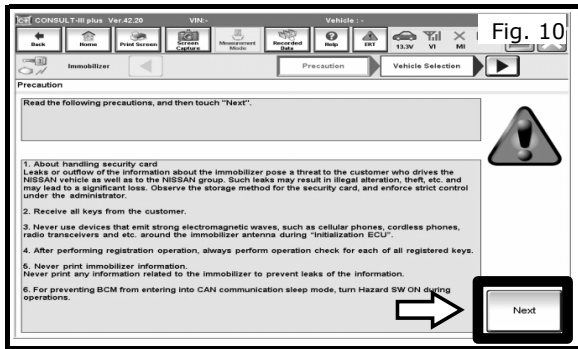 CONSULT-III plus Ver.42.20 VIN:- Vehicle : -
Fig. 10
Back Home Print Screen Screen Capture Measurement Mode Recorded Data Help ERT 13.3V VI MI
Immobilizer Precaution Vehicle Selection
Precaution
Read the following precautions, and then touch "Next".
1. About handling security card
Leaks or outflow of the information about the immobilizer pose a threat to the customer who drives the
NISSAN vehicle as well as to the NISSAN group. Such leaks may result in illegal alteration, theft, etc. and
may lead to a significant loss. Observe the storage method for the security card, and enforce strict control
under the administrator.
2. Receive all keys from the customer.
3. Never use devices that emit strong electromagnetic waves, such as cellular phones, cordless phones,
radio transceivers and etc. around the immobilizer antenna during "Initialization ECU".
4. After performing registration operation, always perform operation check for each of all registered keys.
5. Never print immobilizer information.
Never print any information related to the immobilizer to prevent leaks of the information.
6. For preventing BCM from entering into CAN communication sleep mode, turn Hazard SW ON during
operations.
Next